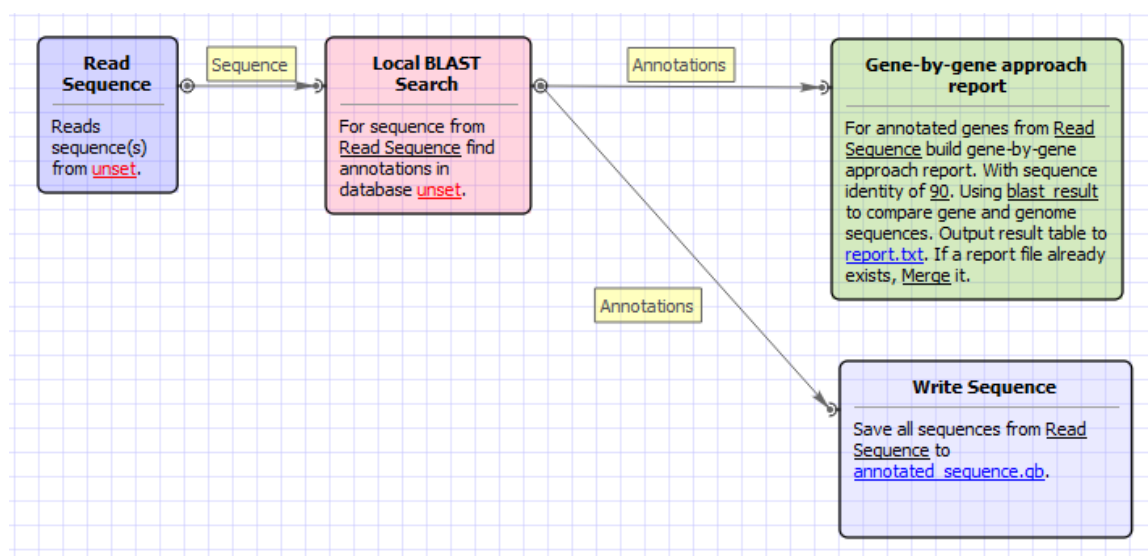 Read
Sequence
Reads
sequence(s)
from unset.
Sequence
Local BLAST
Search
For sequence from
Read Sequence find
annotations in
database unset.
Annotations
Gene-by-gene approach
report
For annotated genes from Read
Sequence build gene-by-gene
approach report. With sequence
identity of 90. Using blast_result
to compare gene and genome
sequences. Output result table to
report.txt. If a report file already
exists, Merge it.
Annotations
Write Sequence
Save all sequences from Read
Sequence to
annotated_sequence.gb.